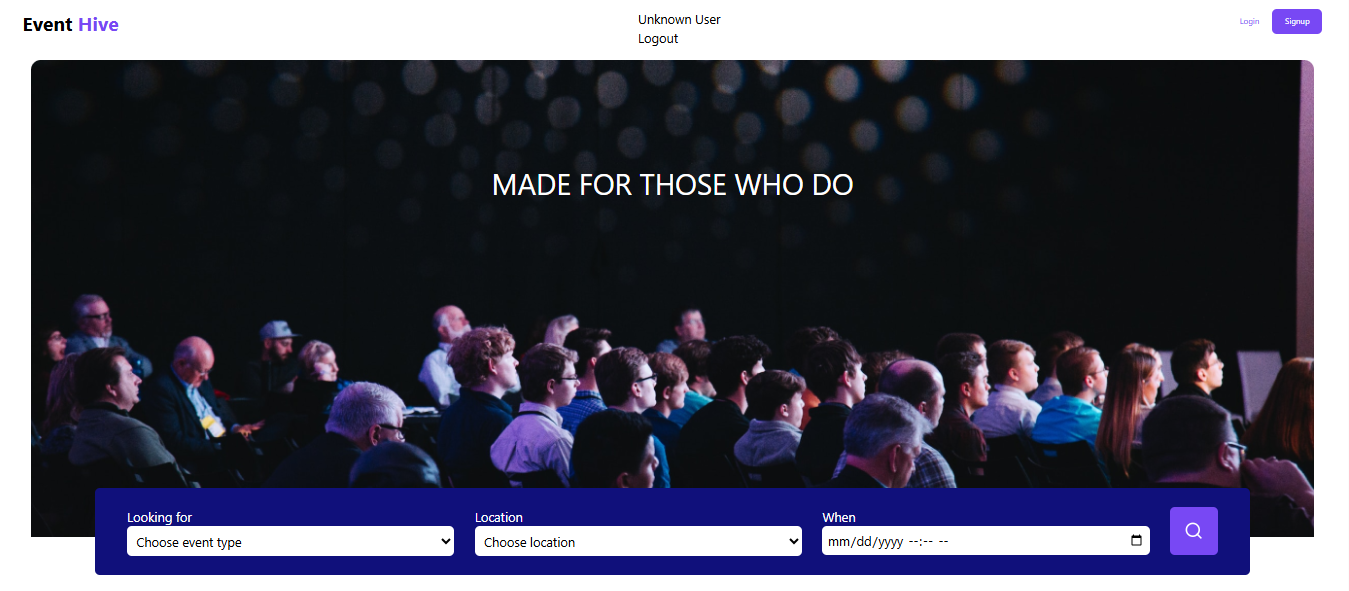 Event Hive
Unknown User
Logout
Login
Signup
MADE FOR THOSE WHO DO
Looking for
Choose event type
Location
Choose location
When
mm/dd/yyyy --:-- --